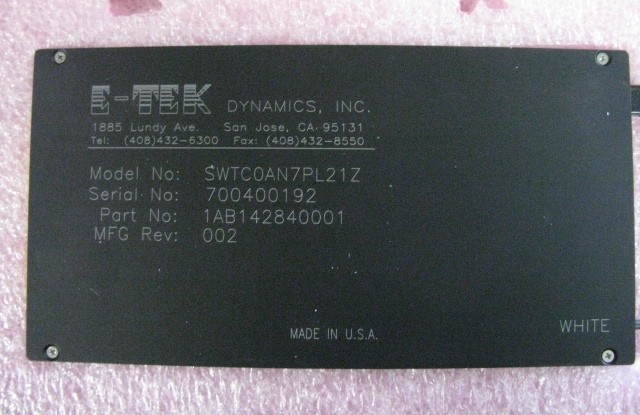 E-TEK DYNAMICS, INC.
1885 Lundy Ave. San Jose, CA 95131
Tel: (408)432-6300 Fax: (408)432-8550
Model No: SWTC0AN7PL21Z
Serial No: 700400192
Part No: 1AB142840001
MFG Rev: 002
MADE IN U.S.A.
WHITE